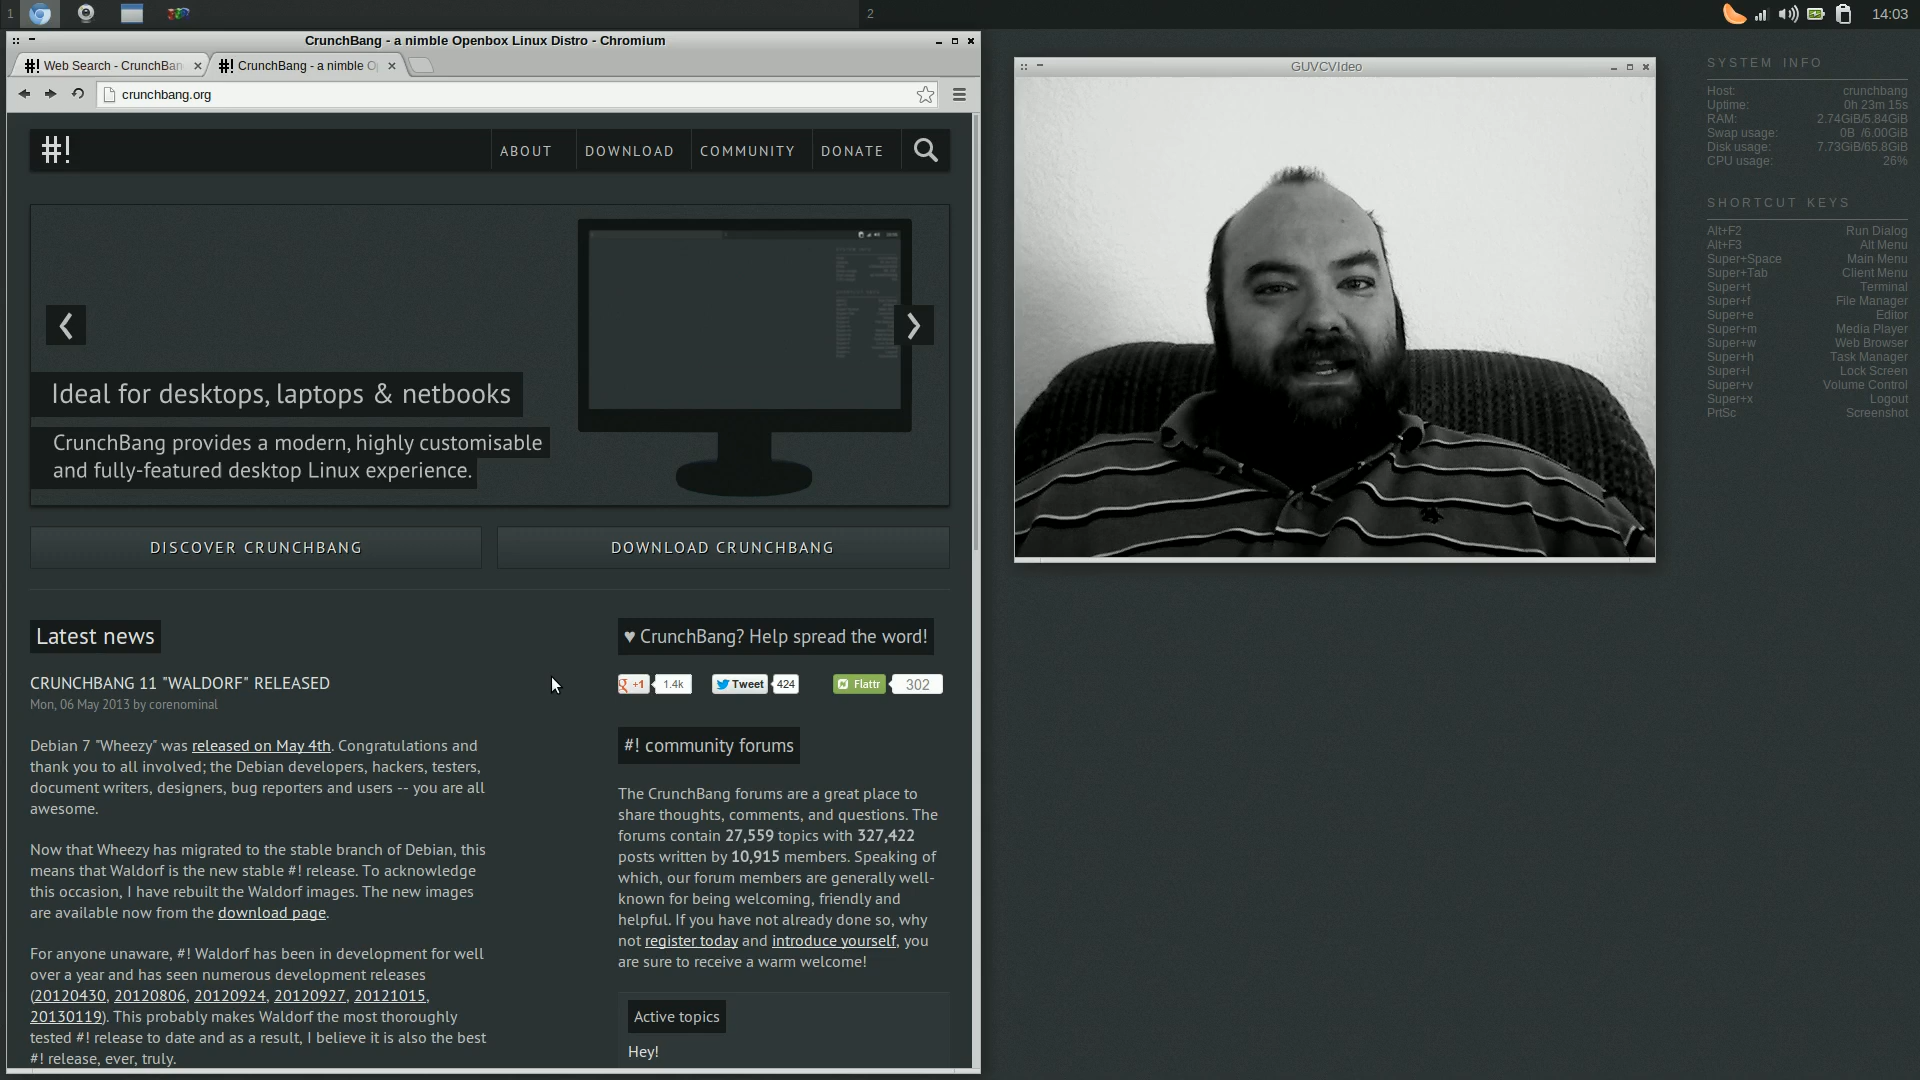 1
2
14:03
CrunchBang - a nimble Openbox Linux Distro - Chromium
#! Web Search - CrunchBan
#! CrunchBang - a nimble O
crunchbang.org
#!
ABOUT
DOWNLOAD
COMMUNITY
DONATE
Ideal for desktops, laptops & netbooks
CrunchBang provides a modern, highly customisable
and fully-featured desktop Linux experience.
DISCOVER CRUNCHBANG
DOWNLOAD CRUNCHBANG
Latest news
CRUNCHBANG 11 "WALDORF" RELEASED
Mon, 06 May 2013 by corenominal
Debian 7 "Wheezy" was released on May 4th. Congratulations and
thank you to all involved; the Debian developers, hackers, testers,
document writers, designers, bug reporters and users -- you are all
awesome.
Now that Wheezy has migrated to the stable branch of Debian, this
means that Waldorf is the new stable #! release. To acknowledge
this occasion, I have rebuilt the Waldorf images. The new images
are available now from the download page.
For anyone unaware, #! Waldorf has been in development for well
over a year and has seen numerous development releases
(20120430, 20120806, 20120924, 20120927, 20121015,
20130119). This probably makes Waldorf the most thoroughly
tested #! release to date and as a result, I believe it is also the best
#! release, ever, truly.
♥ CrunchBang? Help spread the word!
g +1 1.4k
Tweet 424
Flattr 302
#! community forums
The CrunchBang forums are a great place to
share thoughts, comments, and questions. The
forums contain 27,559 topics with 327,422
posts written by 10,915 members. Speaking of
which, our forum members are generally well-
known for being welcoming, friendly and
helpful. If you have not already done so, why
not register today and introduce yourself, you
are sure to receive a warm welcome!
Active topics
Hey!
GUVCVIdeo
SYSTEM INFO
Host: crunchbang
Uptime: 0h 23m 15s
RAM: 2.74GiB/5.84GiB
Swap usage: 0B /6.00GiB
Disk usage: 7.73GiB/65.8GiB
CPU usage: 26%
SHORTCUT KEYS
Alt+F2 Run Dialog
Alt+F3 Alt Menu
Super+Space Main Menu
Super+Tab Client Menu
Super+t Terminal
Super+f File Manager
Super+e Editor
Super+m Media Player
Super+w Web Browser
Super+h Task Manager
Super+l Lock Screen
Super+v Volume Control
Super+x Logout
PrtSc Screenshot